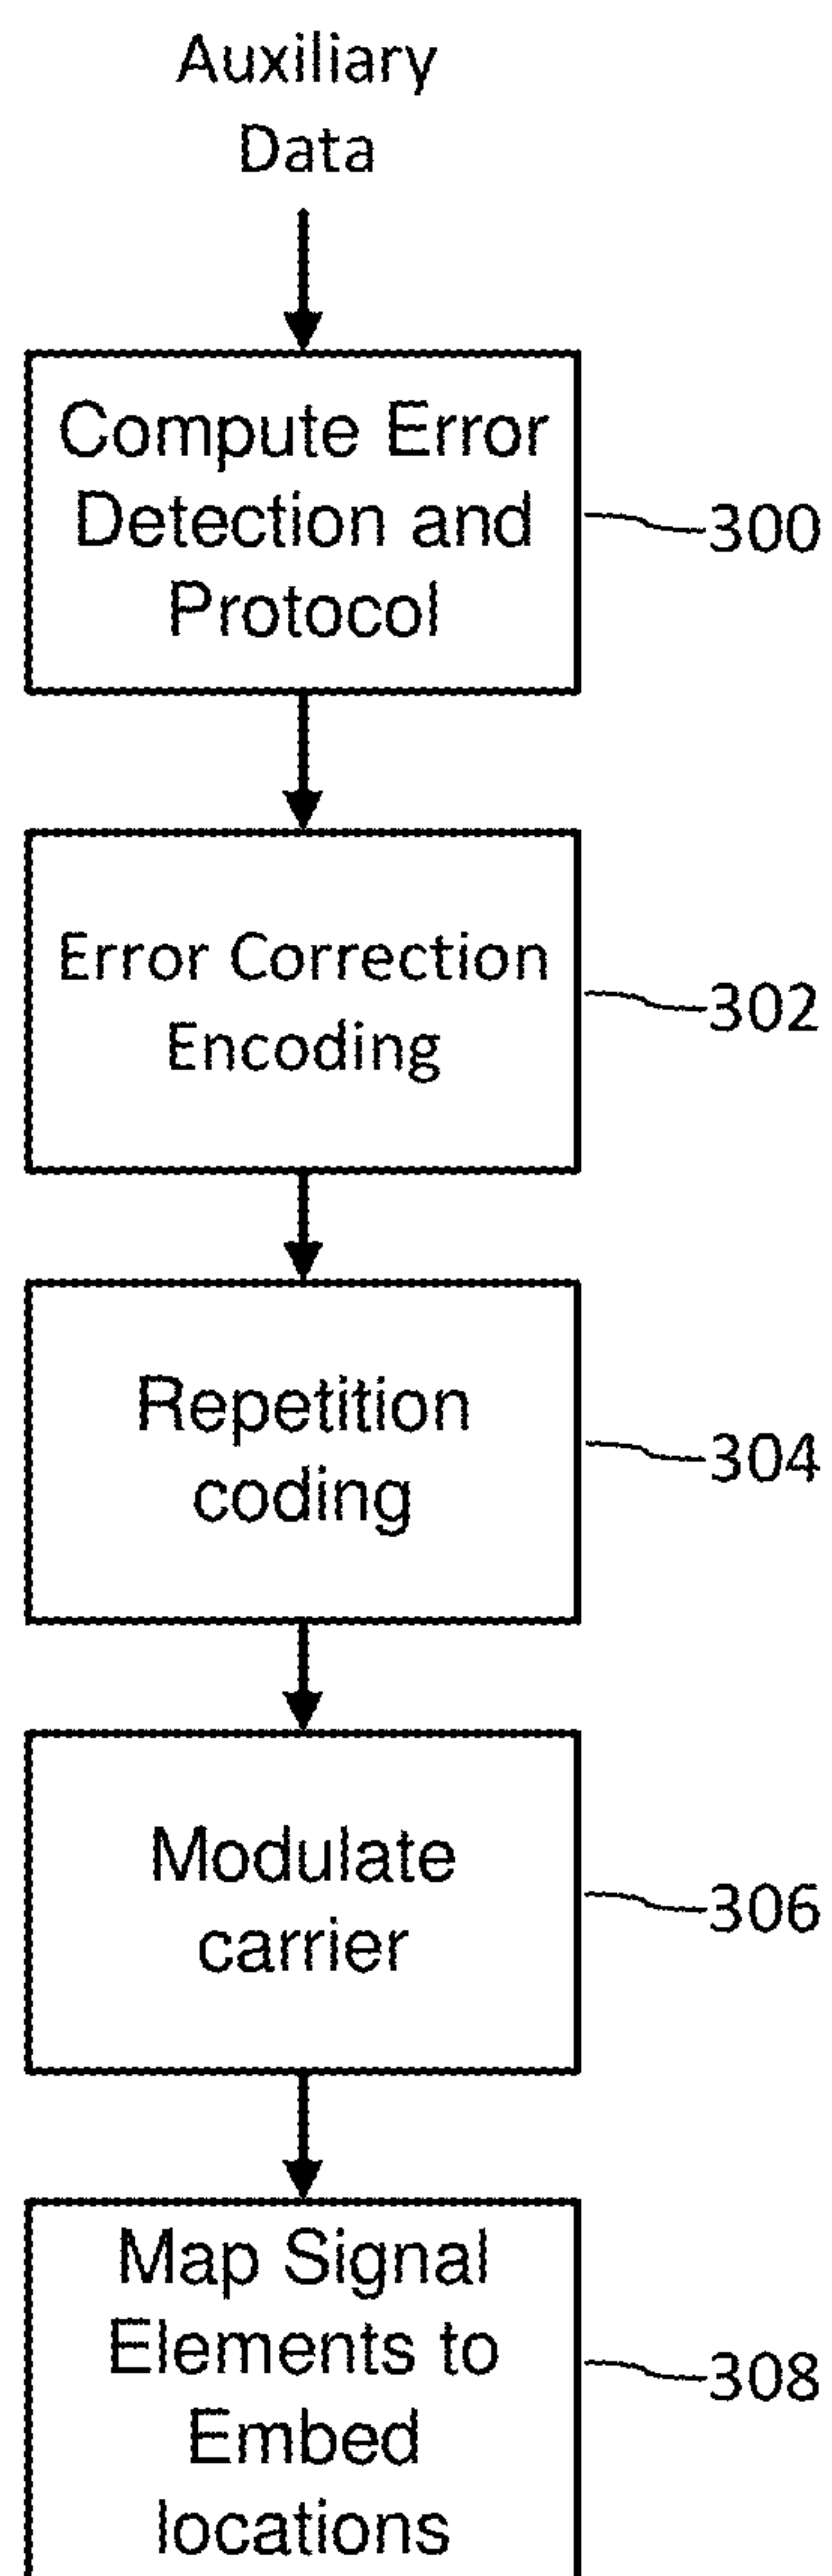 Auxiliary
Data
Compute Error
Detection and
Protocol
300
Error Correction
Encoding
302
Repetition
coding
304
Modulate
carrier
306
Map Signal
Elements to
Embed
locations
308